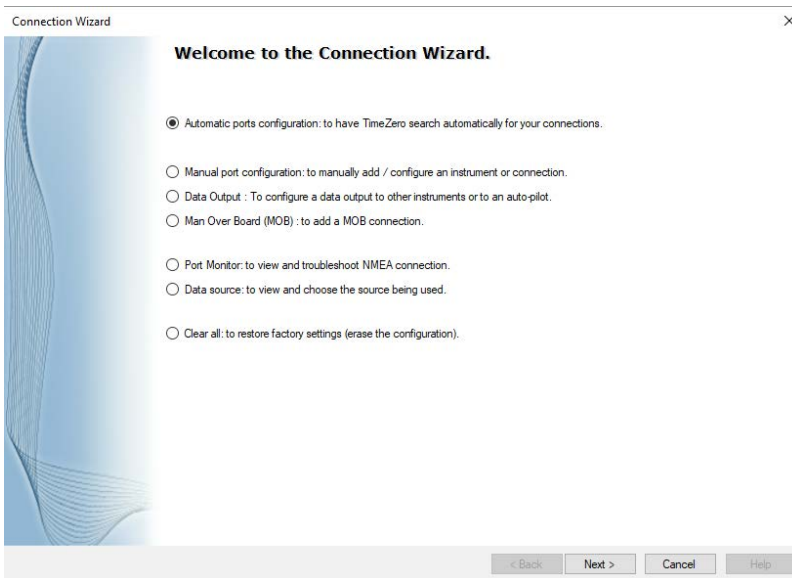 Connection Wizard
Welcome to the Connection Wizard.
Automatic ports configuration: to have TimeZero search automatically for your connections.
Manual port configuration: to manually add / configure an instrument or connection.
Data Output : To configure a data output to other instruments or to an auto-pilot.
Man Over Board (MOB) : to add a MOB connection.
Port Monitor: to view and troubleshoot NMEA connection.
Data source: to view and choose the source being used.
Clear all: to restore factory settings (erase the configuration).
< Back Next > Cancel Help